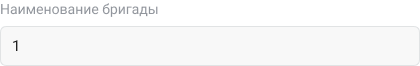 Наименование бригады
1